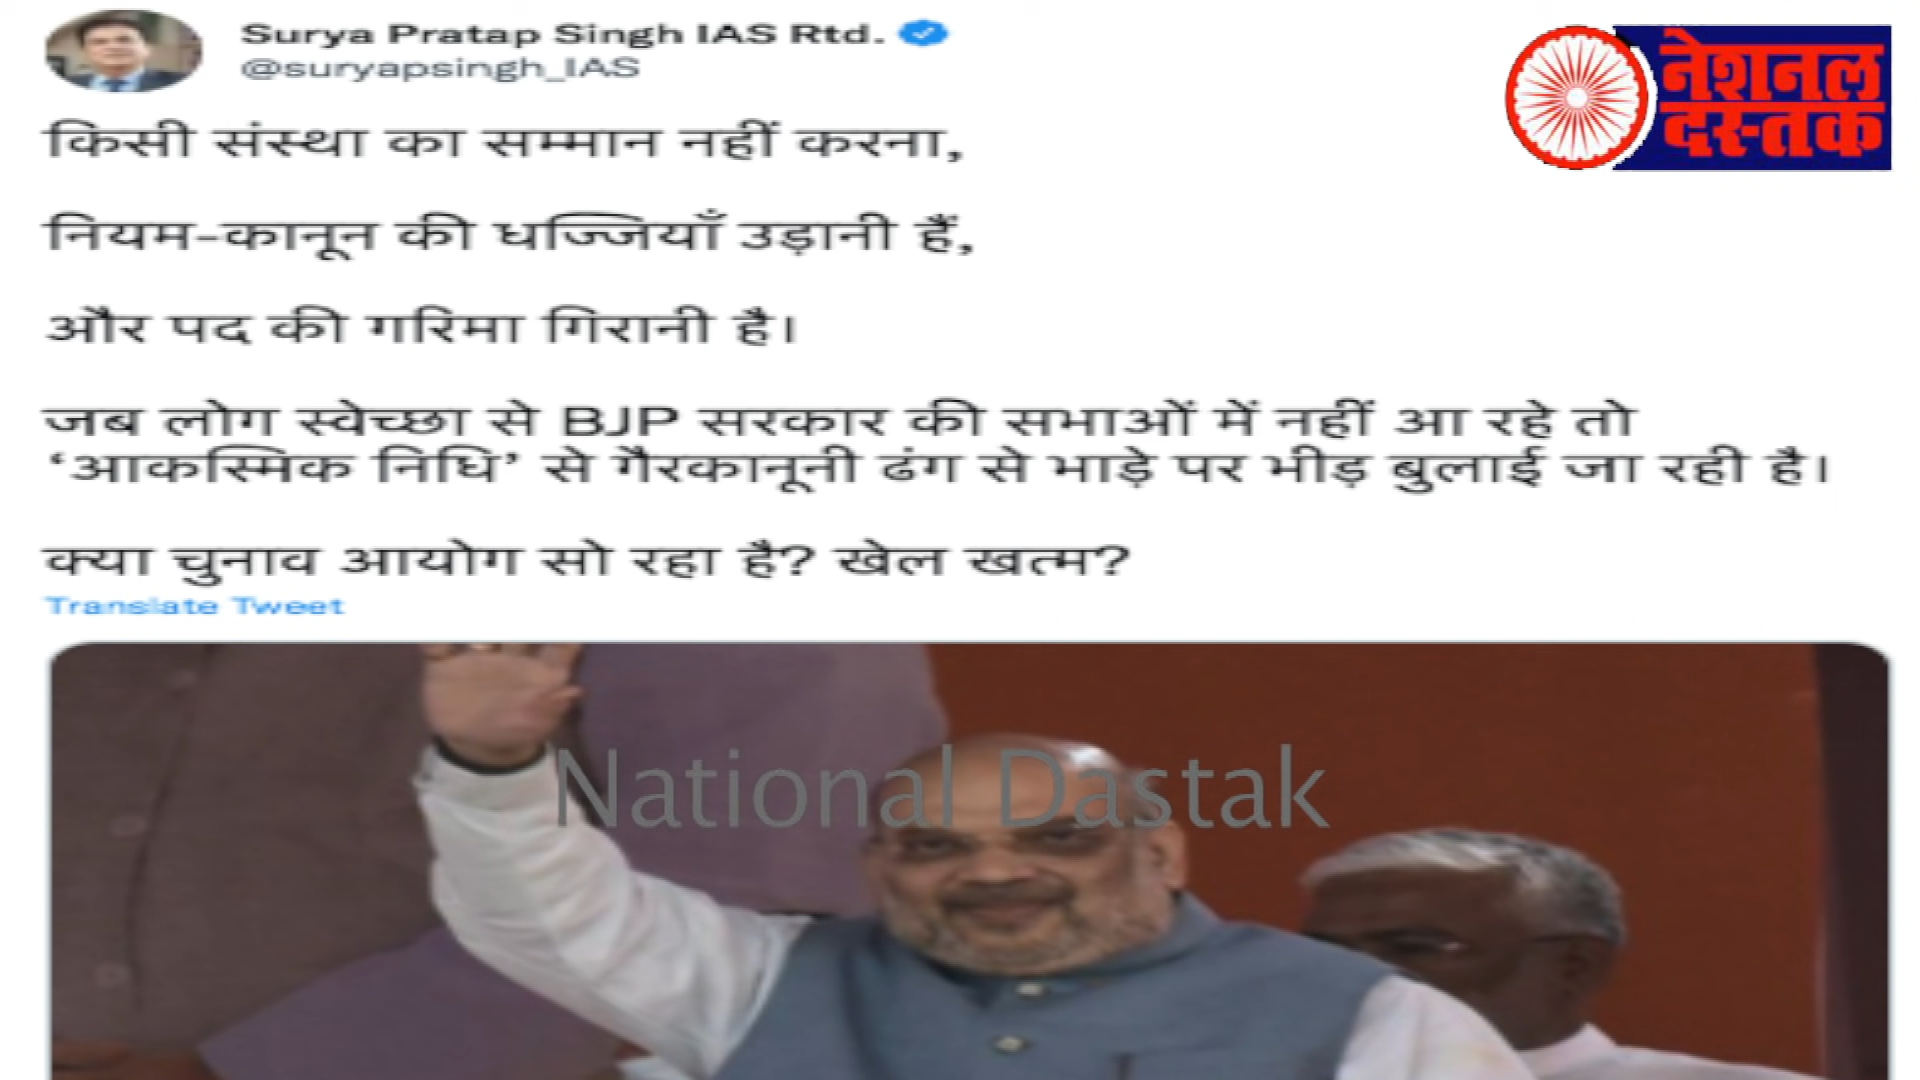 Surya Pratap Singh IAS Rtd.
@suryapsingh_IAS
नेशनल
दस्तक
किसी संस्था का सम्मान नहीं करना,
नियम-कानून की धज्जियाँ उड़ानी हैं,
और पद की गरिमा गिरानी है।
जब लोग स्वेच्छा से BJP सरकार की सभाओं में नहीं आ रहे तो
‘आकस्मिक निधि’ से गैरकानूनी ढंग से भाड़े पर भीड़ बुलाई जा रही है।
क्या चुनाव आयोग सो रहा है? खेल खत्म?
Translate Tweet
National Dastak